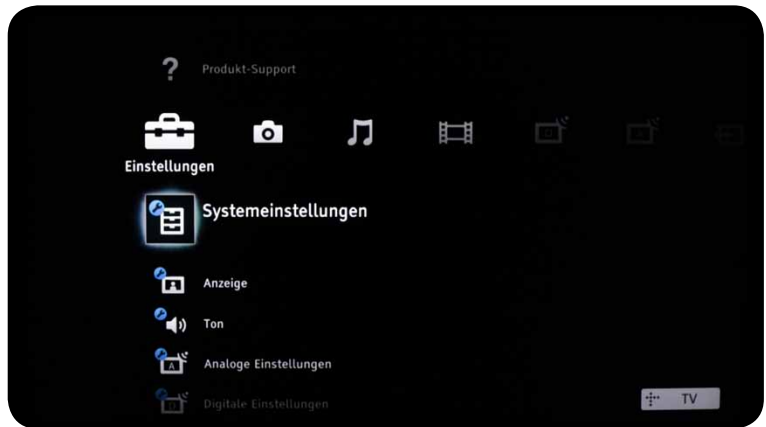 Produkt-Support
Einstellungen
Systemeinstellungen
Anzeige
Ton
A
Analoge Einstellungen
D
Digitale Einstellungen
TV